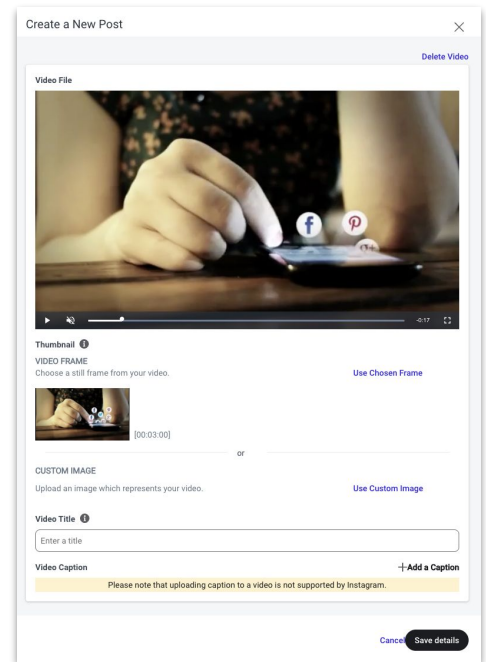 Create a New Post
Delete Video
Video File
f
-0:17
Thumbnail
VIDEO FRAME
Choose a still frame from your video.
Use Chosen Frame
[00:03:00]
or
CUSTOM IMAGE
Upload an image which represents your video.
Use Custom Image
Video Title
Enter a title
Video Caption
+Add a Caption
Please note that uploading caption to a video is not supported by Instagram.
Cancel
Save details